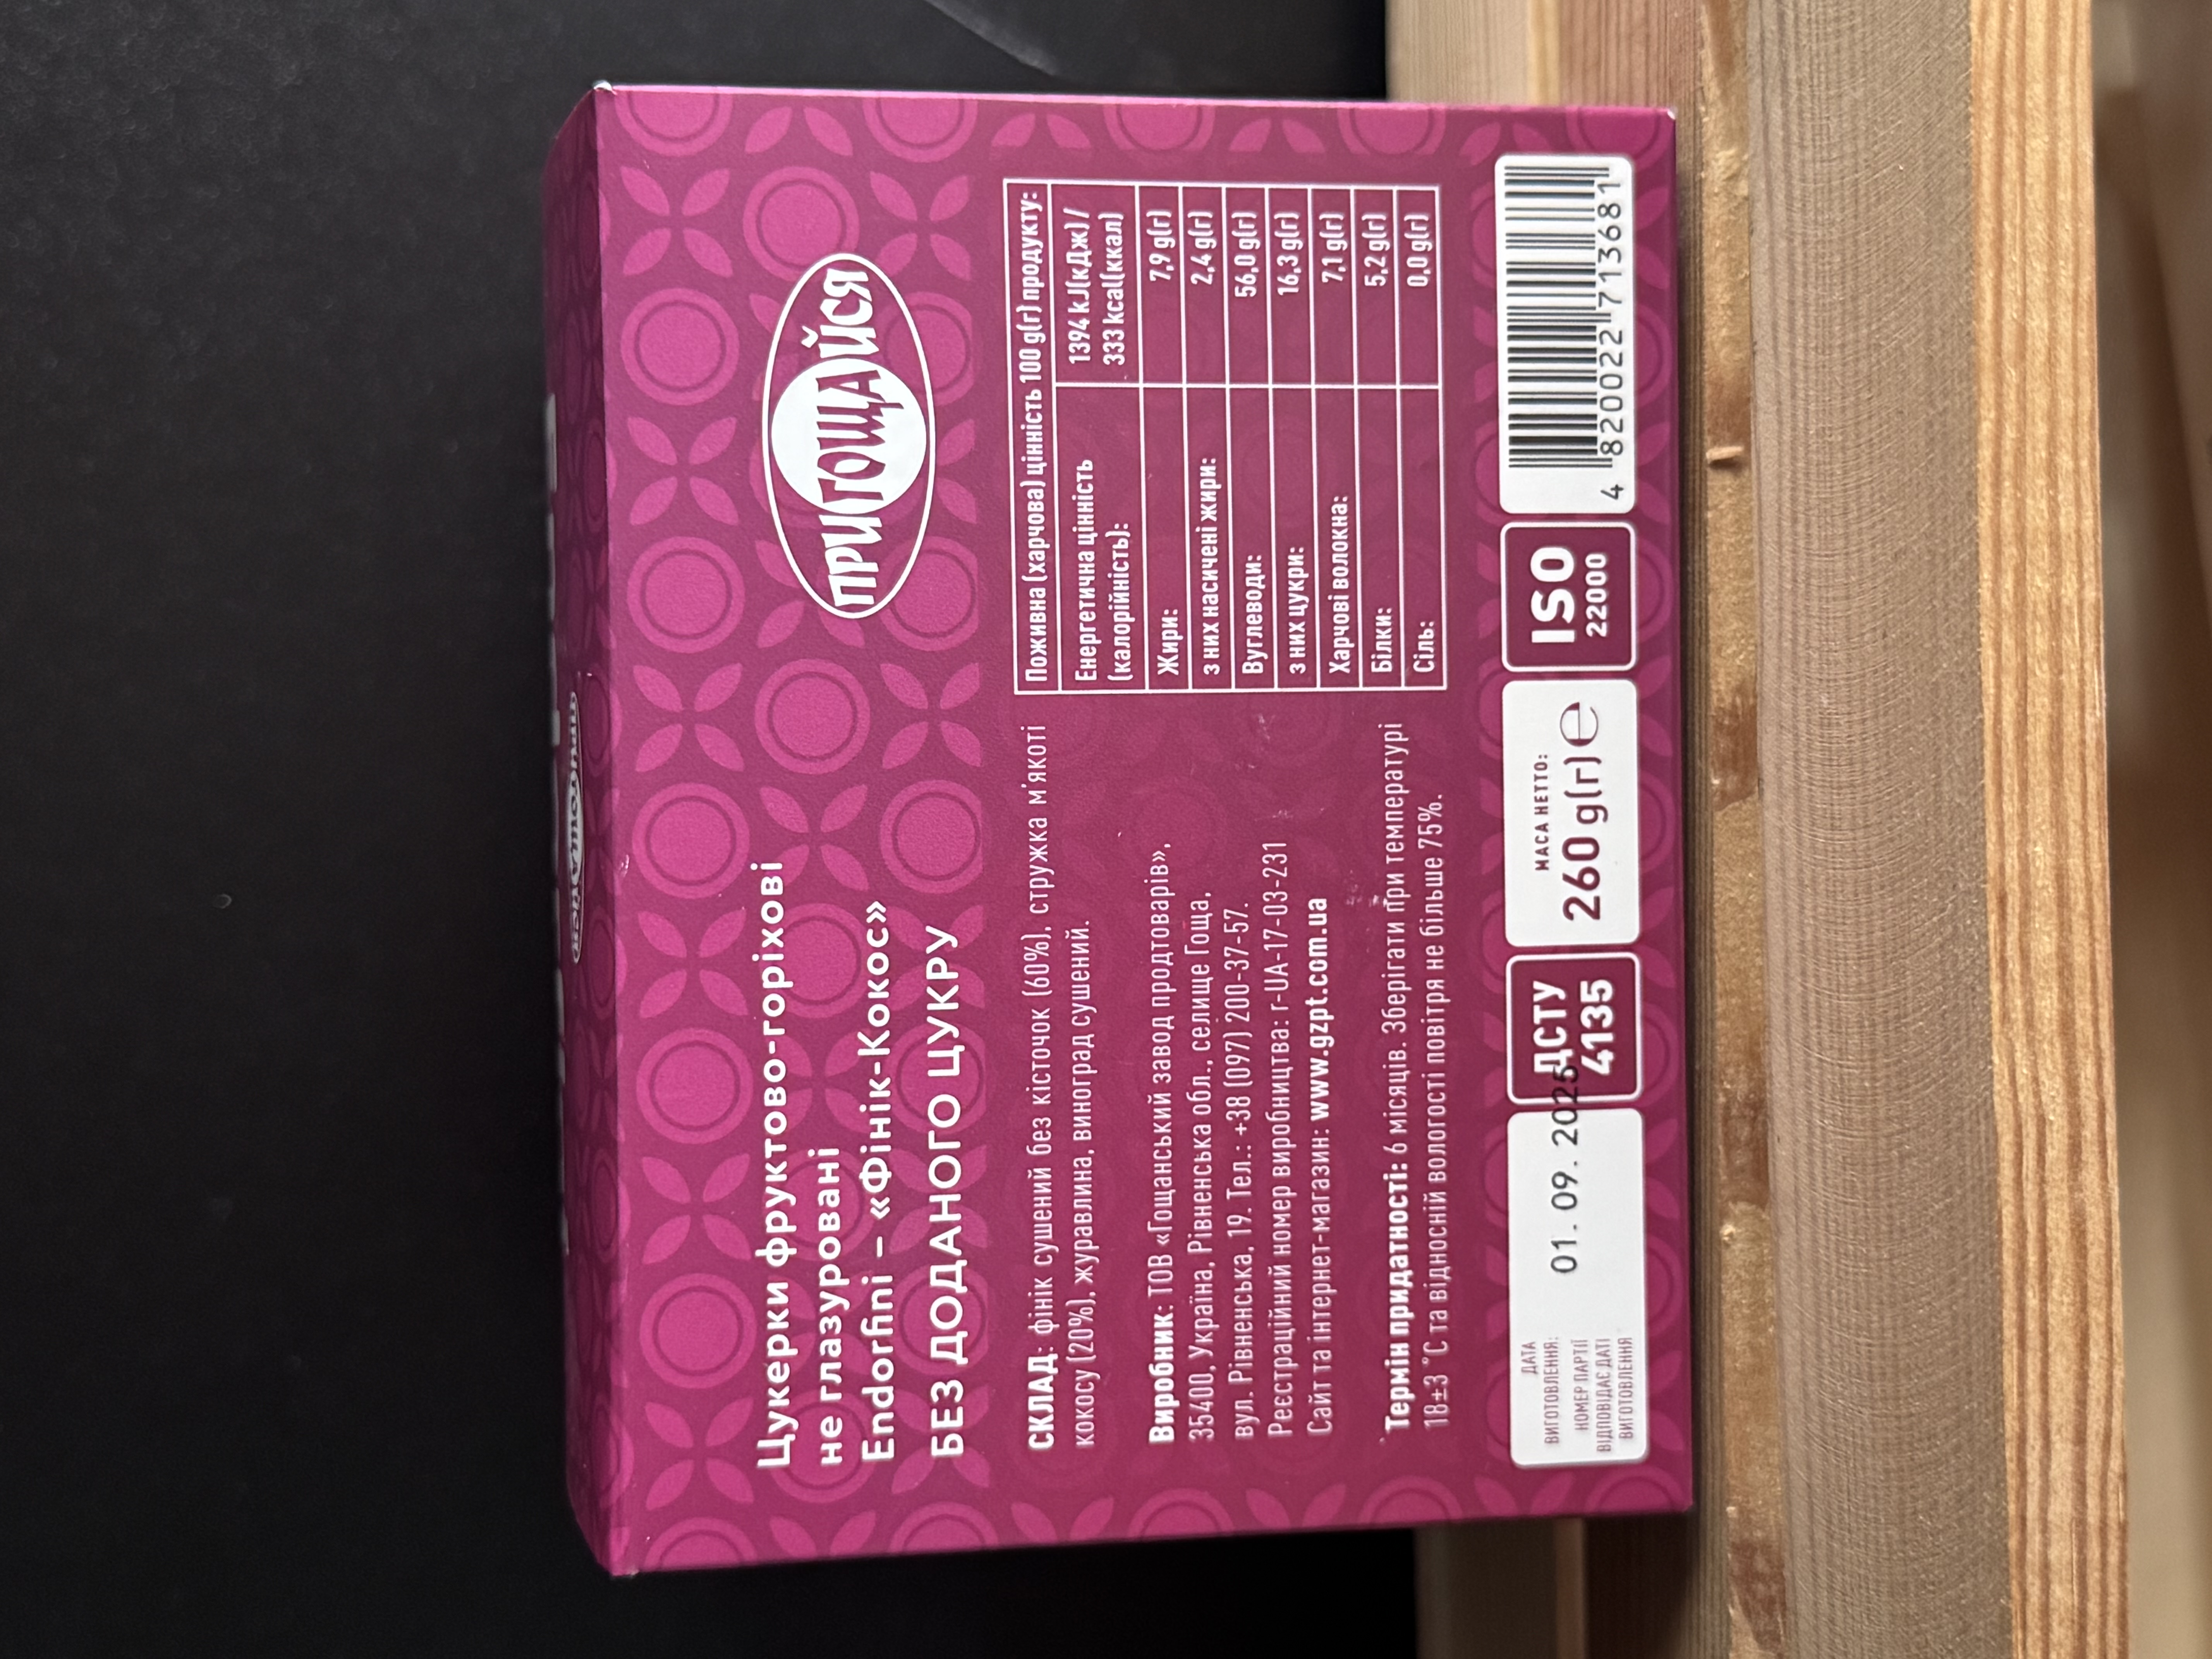 Цукерки фруктово-горіхові
не глазуровані
Endorfini – «Фінік-Кокос»
БЕЗ ДОДАНОГО ЦУКРУ
ПРИГОЩАЙСЯ
СКЛАД: фінік сушений без кісточок (60%), стружка м'якоті
кокосу (20%), журавлина, виноград сушений.
Виробник: ТОВ «Гощанський завод продтоварів»,
35400, Україна, Рівненська обл., селище Гоща,
вул. Рівненська, 19. Тел.: +38 (097) 200-37-57.
Реєстраційний номер виробництва: r-UA-17-03-231
Сайт та інтернет-магазин: www.gzpt.com.ua
Термін придатності: 6 місяців. Зберігати при температурі
18±3 °С та відносній вологості повітря не більше 75%.
Поживна (харчова) цінність 100 g(г) продукту:
Енергетична цінність (калорійність): 1394 kJ(кДж)/ 333 kcal(ккал)
Жири: 7,9 g(г)
з них насичені жири: 2,4 g(г)
Вуглеводи: 56,0 g(г)
з них цукри: 16,3 g(г)
Харчові волокна: 7,1 g(г)
Білки: 5,2 g(г)
Сіль: 0,0 g(г)
ДАТА
ВИГОТОВЛЕННЯ:
НОМЕР ПАРТІЇ
ВІДПОВІДАЄ ДАТІ
ВИГОТОВЛЕННЯ
01. 09. 2025
ДСТУ
4135
МАСА НЕТО:
260 g(г) ℮
ISO
22000
4 820022 713681